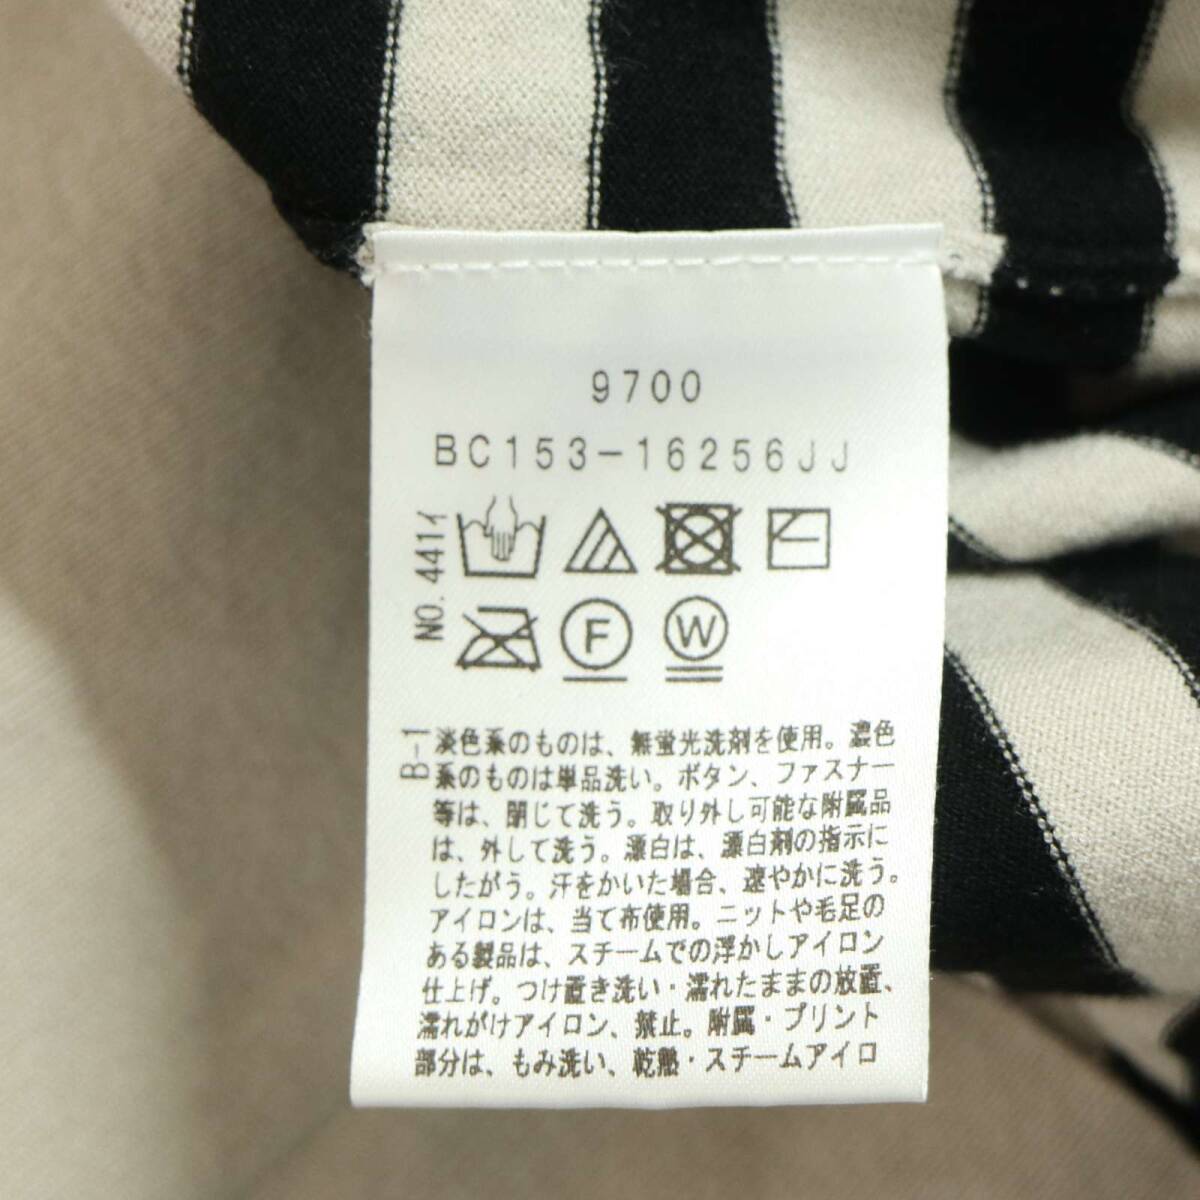 9700
BC153-16256JJ
NO.441イ
F
W
B-1
淡色系のものは、無蛍光洗剤を使用。濃色
系のものは単品洗い。ボタン、ファスナー
等は、閉じて洗う。取り外し可能な附属品
は、外して洗う。漂白は、漂白剤の指示に
したがう。汗をかいた場合、速やかに洗う。
アイロンは、当て布使用。ニットや毛足の
ある製品は、スチームでの浮かしアイロン
仕上げ。つけ置き洗い・濡れたままの放置、
濡れがけアイロン、禁止。附属・プリント
部分は、もみ洗い、乾熱・スチームアイロ